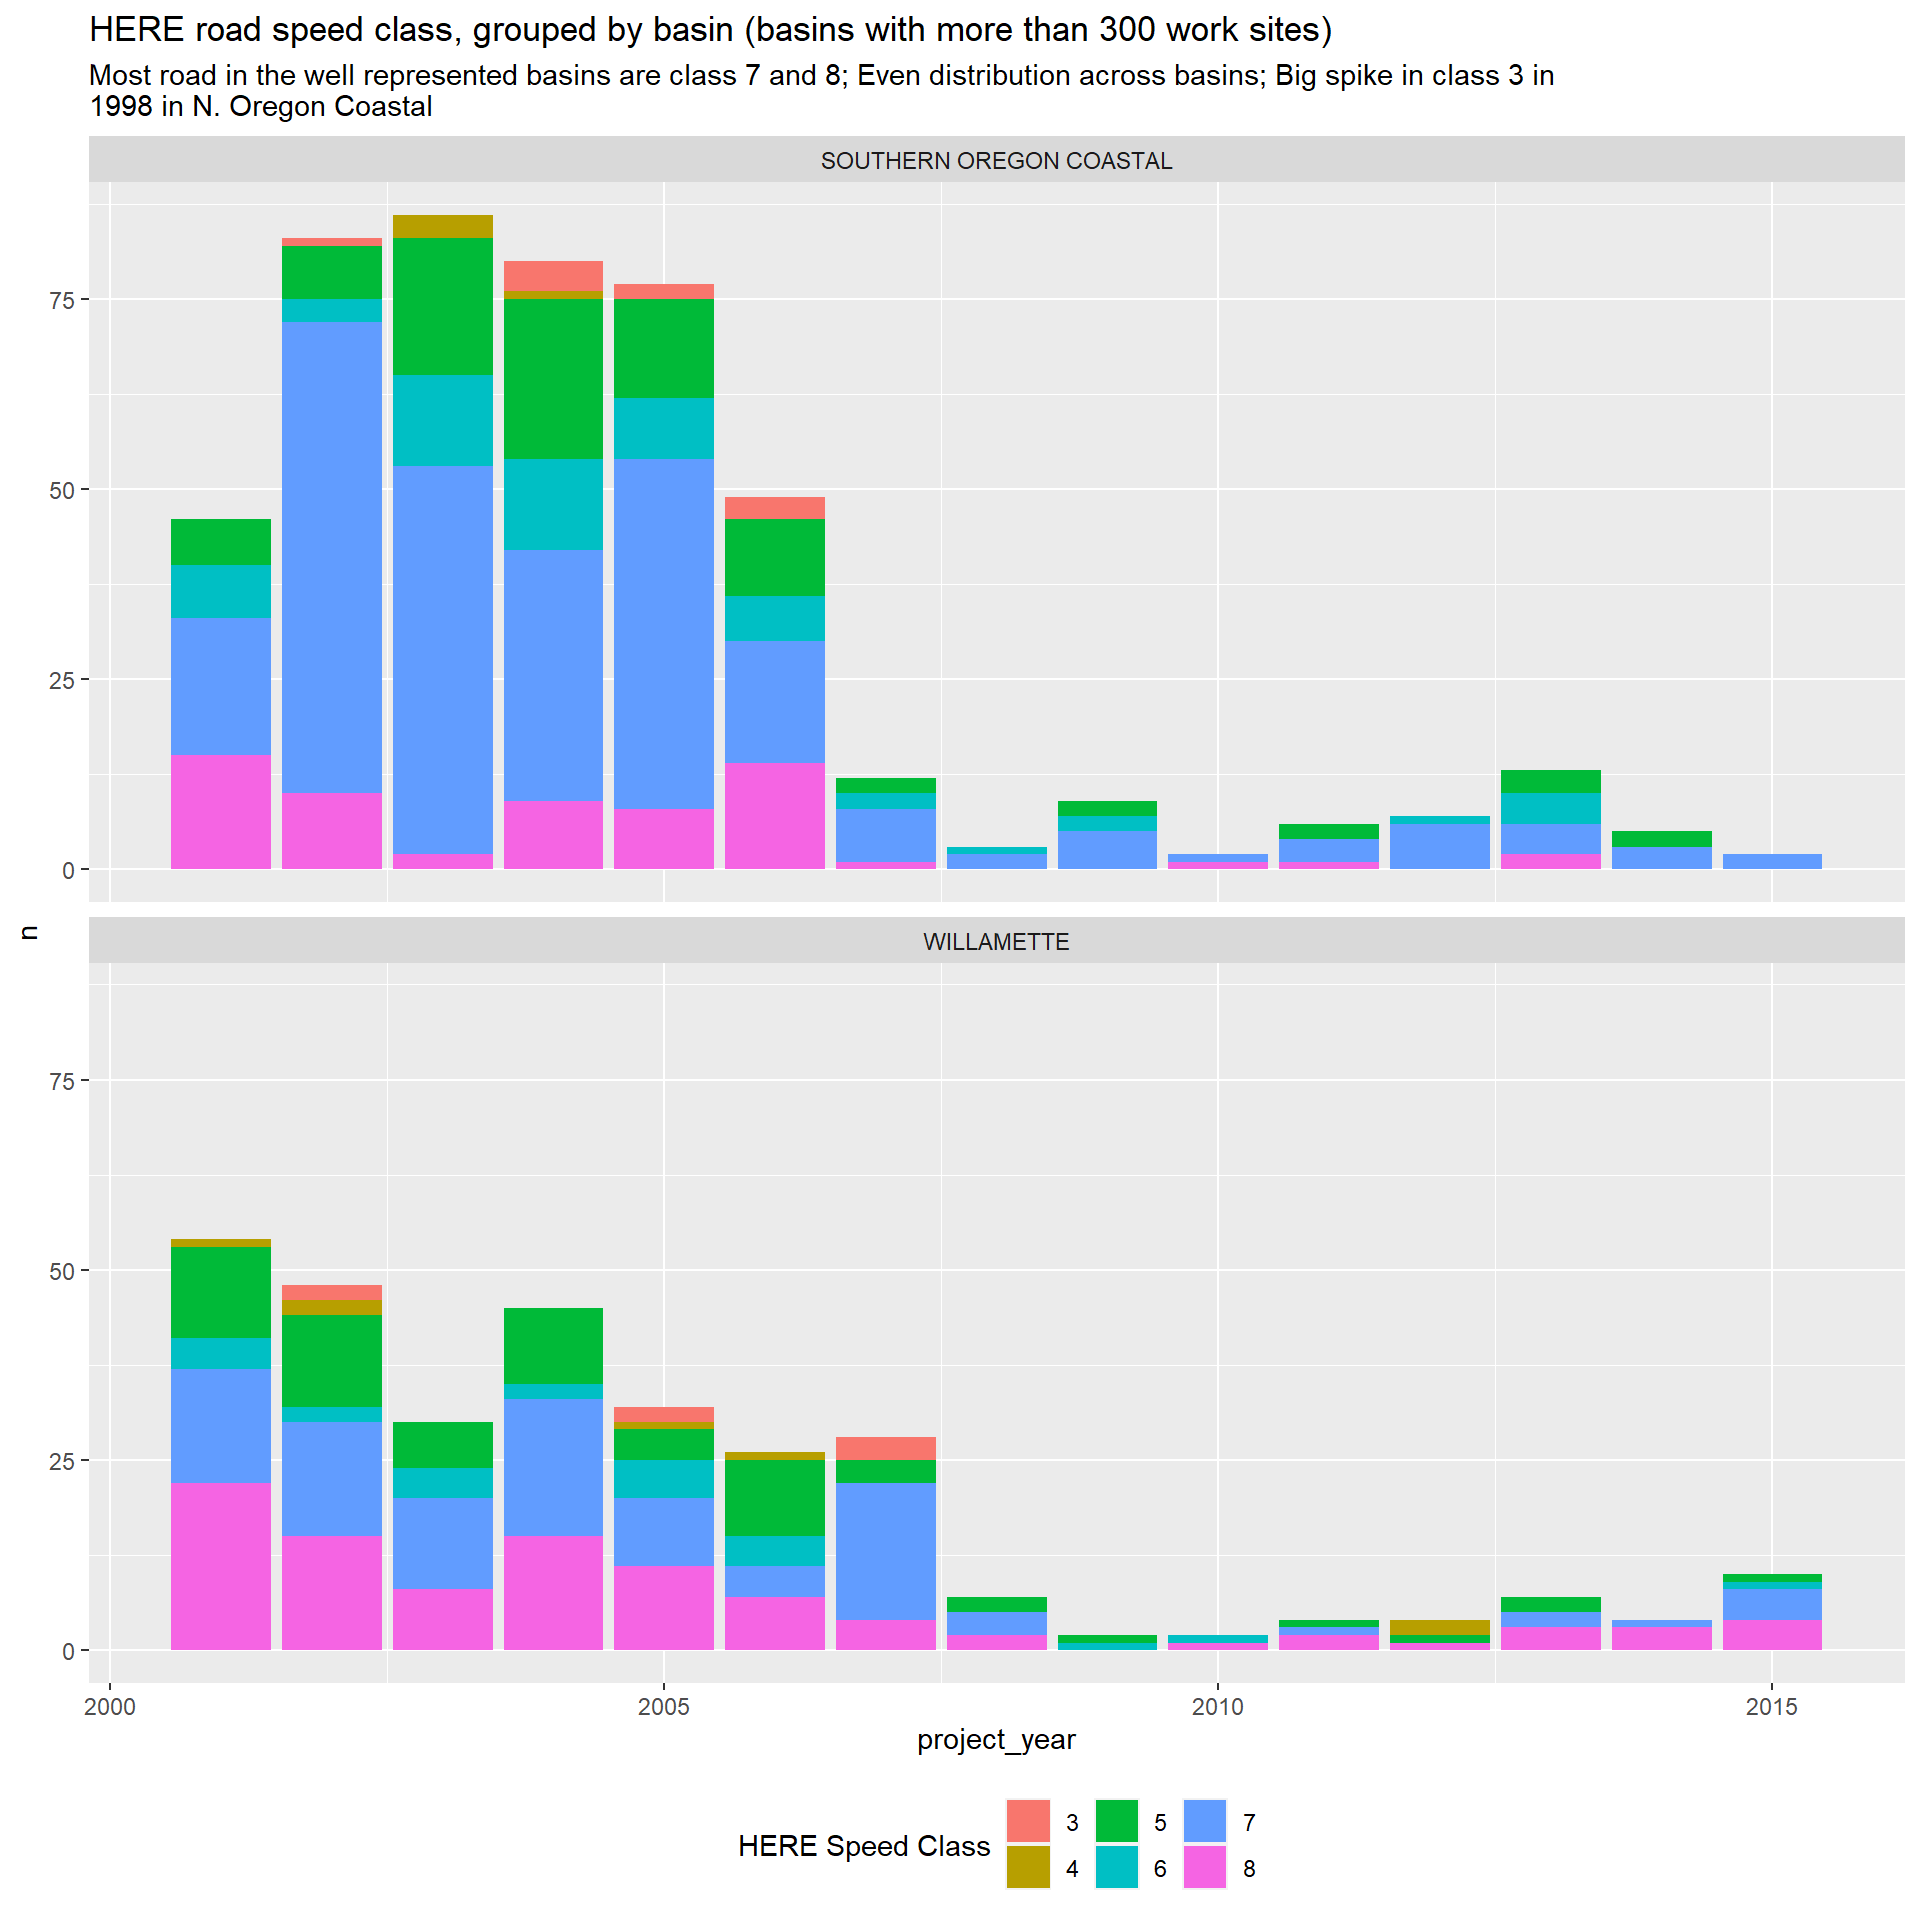 HERE road speed class, grouped by basin (basins with more than 300 work sites)
Most road in the well represented basins are class 7 and 8; Even distribution across basins; Big spike in class 3 in
1998 in N. Oregon Coastal
SOUTHERN OREGON COASTAL
75
50
25
0
n
WILLAMETTE
75
50
25
0
2000 2005 2010 2015
project_year
HERE Speed Class
3 5 7
4 6 8